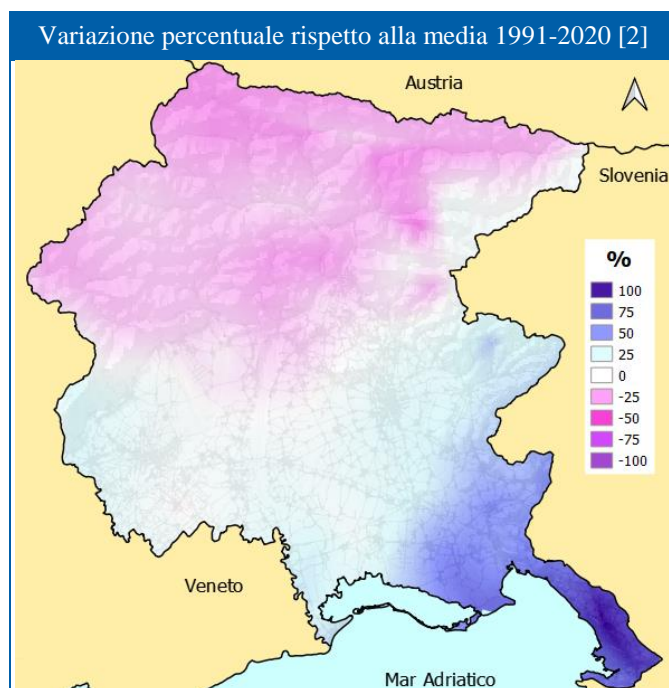 Variazione percentuale rispetto alla media 1991-2020 [2]
Austria
Slovenia
%
100
75
50
25
0
-25
-50
-75
-100
Veneto
Mar Adriatico